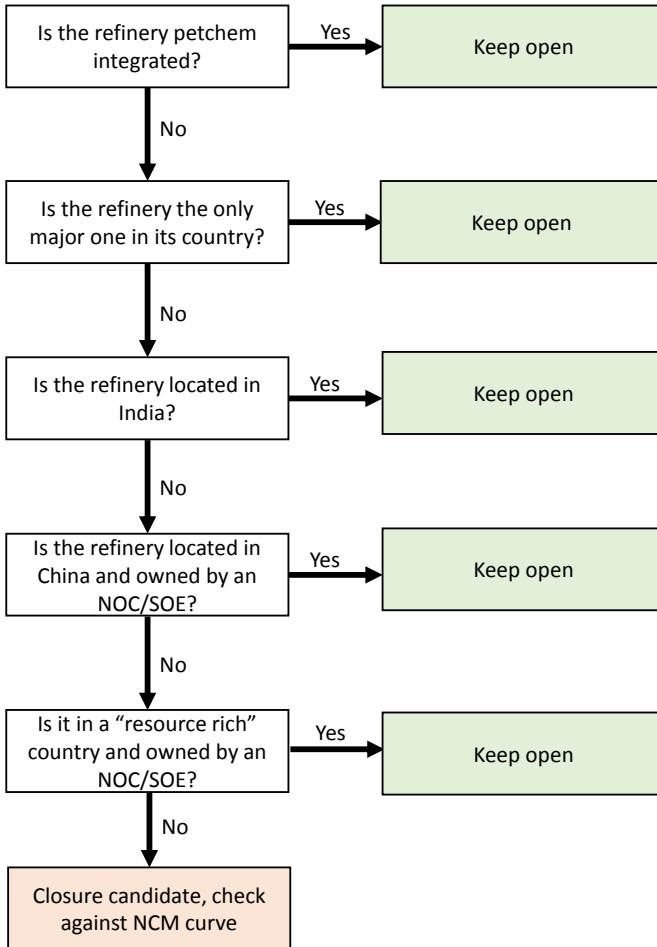 Is the refinery petchem
integrated?
Yes
Keep open
No
Is the refinery the only
major one in its country?
Yes
Keep open
No
Is the refinery located in
India?
Yes
Keep open
No
Is the refinery located in
China and owned by an
NOC/SOE?
Yes
Keep open
No
Is it in a “resource rich”
country and owned by an
NOC/SOE?
Yes
Keep open
No
Closure candidate, check
against NCM curve